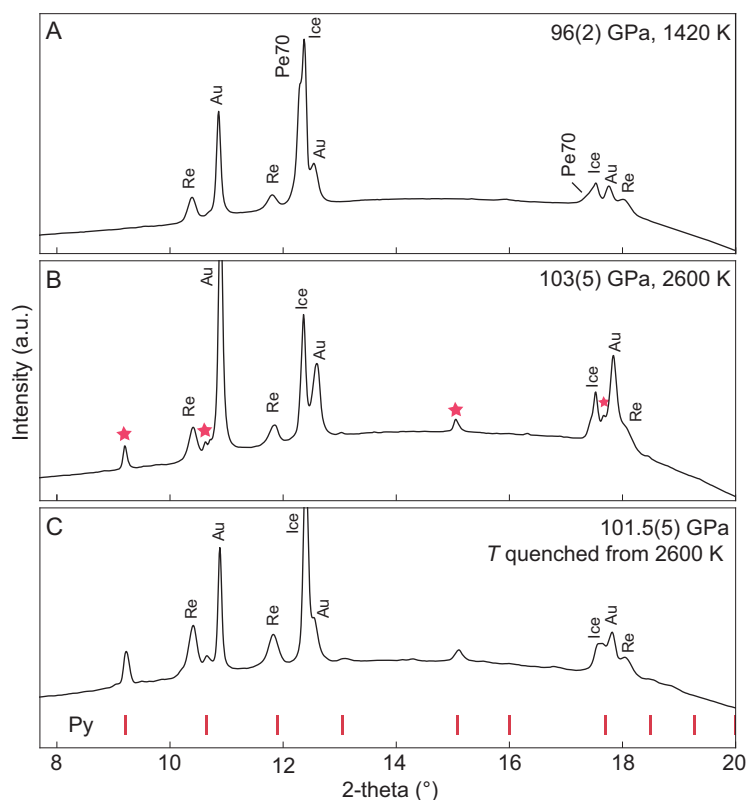 A
96(2) GPa, 1420 K
Re
Au
Re
Pe70
Ice
Au
Pe70
Ice
Au
Re
B
103(5) GPa, 2600 K
Re
Au
Re
Ice
Au
Ice
Au
Re
Intensity (a.u.)
C
101.5(5) GPa
T quenched from 2600 K
Re
Au
Re
Ice
Au
Ice
Au
Re
Py
8 10 12 14 16 18 20
2-theta (°)